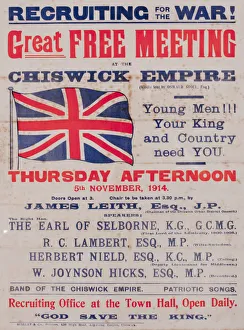 RECRUITING FOR THE WAR!
Great FREE MEETING
AT THE
CHISWICK EMPIRE
Young Men!!!
Your King
and Country
need YOU.
THURSDAY AFTERNOON
5th NOVEMBER, 1914.
Doors Open at 2. Chair to be taken at 3.30 p.m., by
JAMES LEITH, Esq., J.P.
SPEAKERS:
The Right Hon.
THE EARL OF SELBORNE, K.G., G.C.M.G.
R. C. LAMBERT, ESQ., M.P.
HERBERT NIELD, ESQ., K.C., M.P.
W. JOYNSON HICKS, ESQ., M.P.
BAND OF THE CHISWICK EMPIRE. PATRIOTIC SONGS.
Recruiting Office at the Town Hall, Open Daily.
"GOD SAVE THE KING."